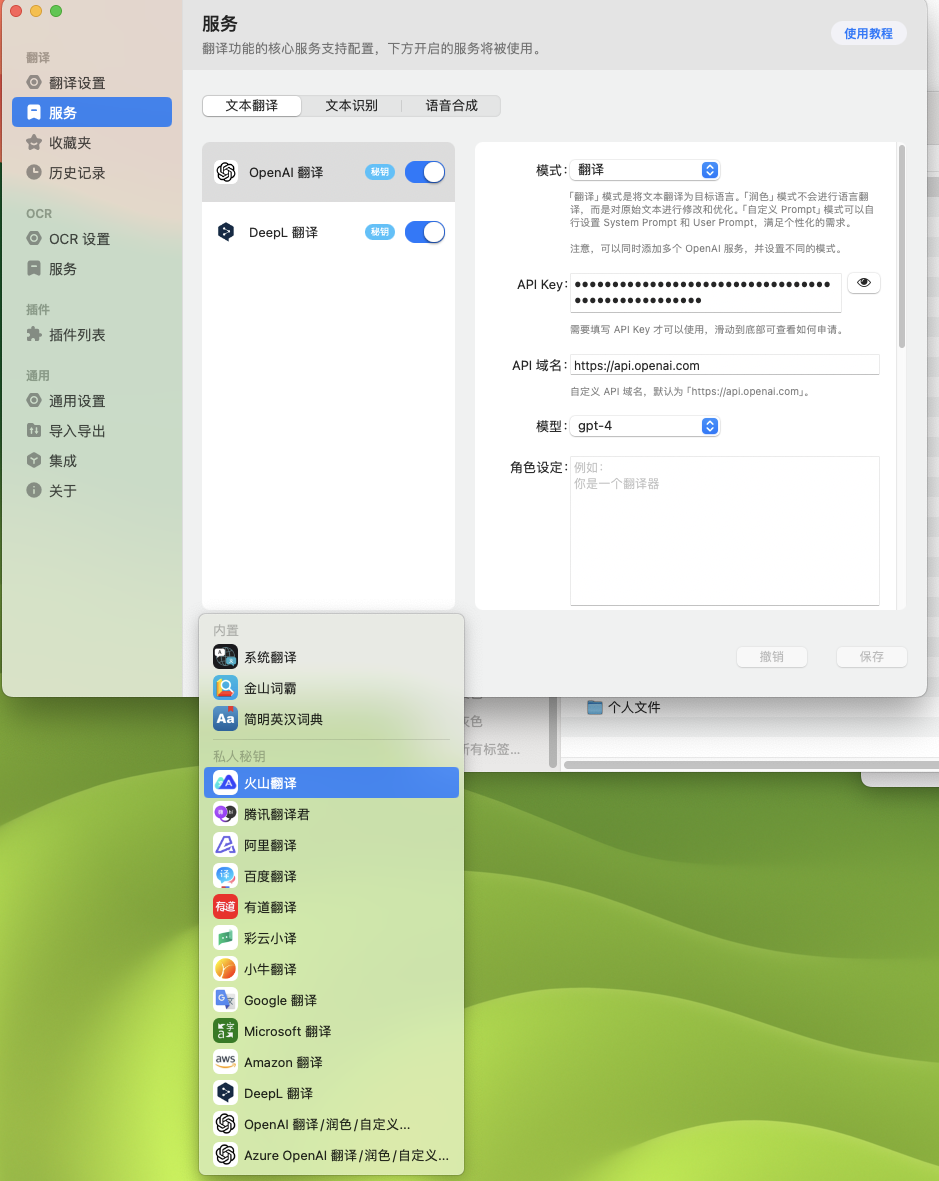 服务
翻译功能的核心服务支持配置，下方开启的服务将被使用。
使用教程
翻译
翻译设置
服务
收藏夹
历史记录
OCR
OCR 设置
服务
插件
插件列表
通用
通用设置
导入导出
集成
关于
文本翻译
文本识别
语音合成
OpenAI 翻译
秘钥
DeepL 翻译
秘钥
模式：
翻译
「翻译」模式是将文本翻译为目标语言。「润色」模式不会进行语言翻
译，而是对原始文本进行修改和优化。「自定义 Prompt」模式可以自
行设置 System Prompt 和 User Prompt，满足个性化的需求。
注意，可以同时添加多个 OpenAI 服务，并设置不同的模式。
API Key：
需要填写 API Key 才可以使用，滑动到底部可查看如何申请。
API 域名：
https://api.openai.com
自定义 API 域名，默认为「https://api.openai.com」。
模型：
gpt-4
角色设定：
例如：
你是一个翻译器
撤销
保存
内置
系统翻译
金山词霸
Aa
简明英汉词典
私人秘钥
火山翻译
腾讯翻译君
阿里翻译
译
百度翻译
有道
有道翻译
彩云小译
小牛翻译
Google 翻译
Microsoft 翻译
aws
Amazon 翻译
DeepL 翻译
OpenAI 翻译/润色/自定义...
Azure OpenAI 翻译/润色/自定义...
灰色
所有标签...
个人文件